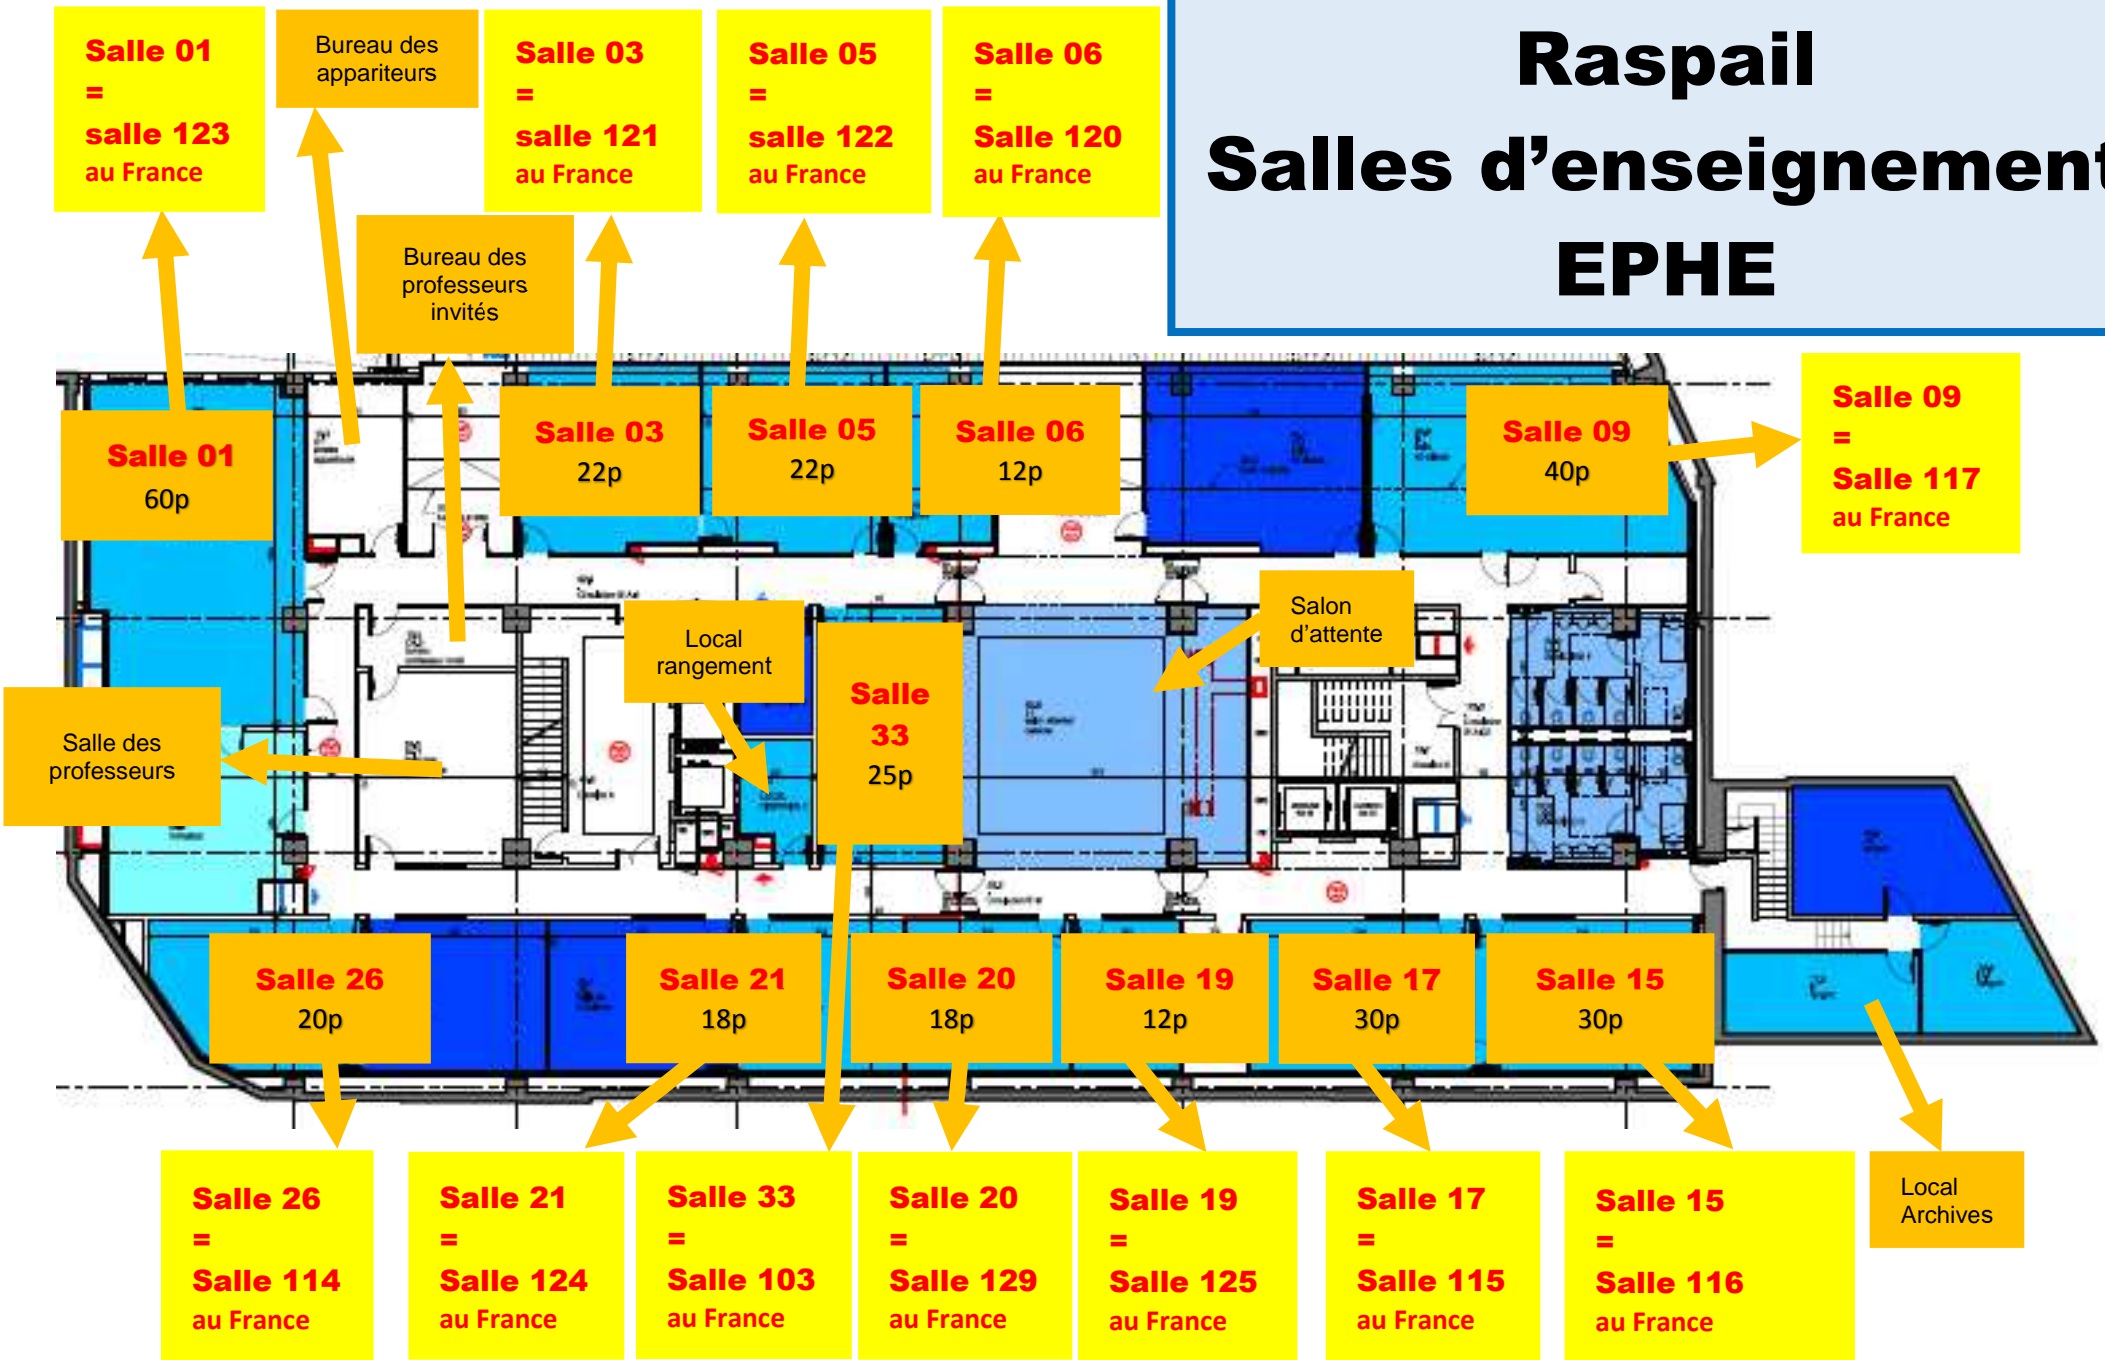 Raspail
Salles d’enseignement
EPHE
Salle 01
=
salle 123
au France
Bureau des
appariteurs
Salle 03
=
salle 121
au France
Salle 05
=
salle 122
au France
Salle 06
=
Salle 120
au France
Bureau des
professeurs
invités
Salle 01
60p
Salle 03
22p
Salle 05
22p
Salle 06
12p
Salle 09
40p
Salle 09
=
Salle 117
au France
Local
rangement
Salle
33
25p
Salon
d’attente
Salle des
professeurs
Salle 26
20p
Salle 21
18p
Salle 20
18p
Salle 19
12p
Salle 17
30p
Salle 15
30p
Salle 26
=
Salle 114
au France
Salle 21
=
Salle 124
au France
Salle 33
=
Salle 103
au France
Salle 20
=
Salle 129
au France
Salle 19
=
Salle 125
au France
Salle 17
=
Salle 115
au France
Salle 15
=
Salle 116
au France
Local
Archives